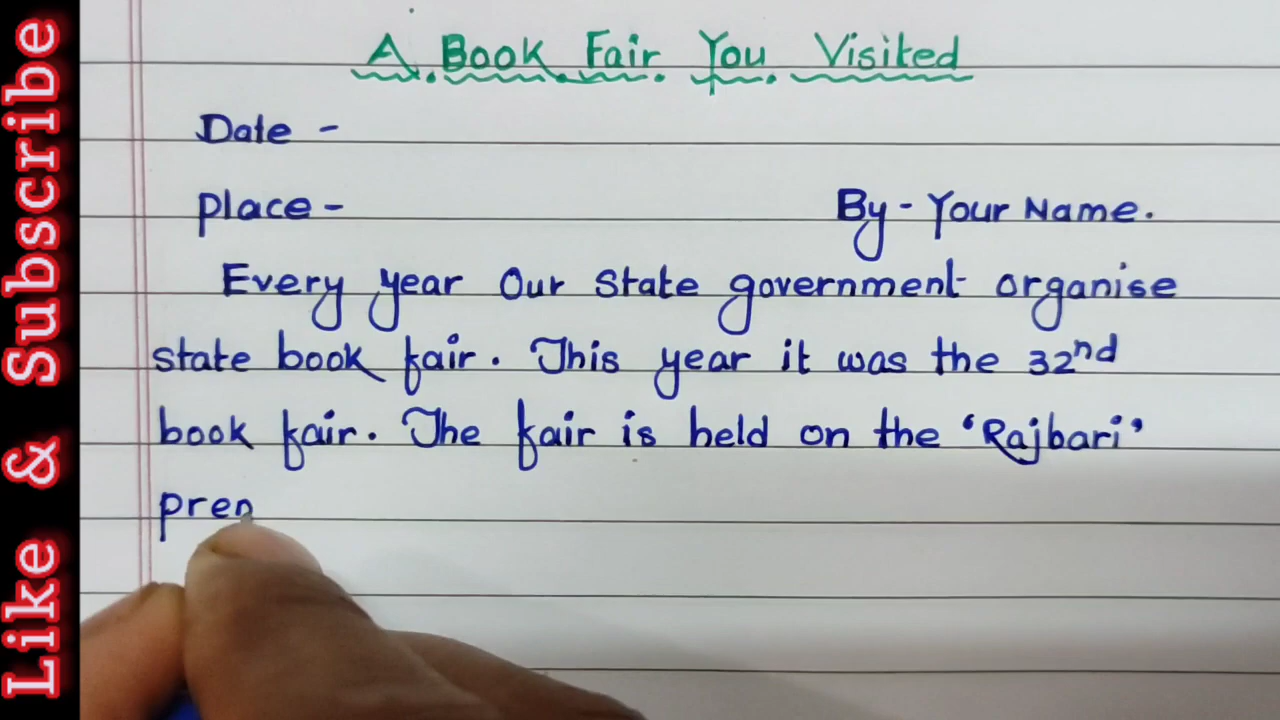 Like & Subscribe
A Book Fair You Visited
Date -
Place -
By - Your Name.
Every year Our State government organise
state book fair. This year it was the 32nd
book fair. The fair is held on the ‘Rajbari’
pren